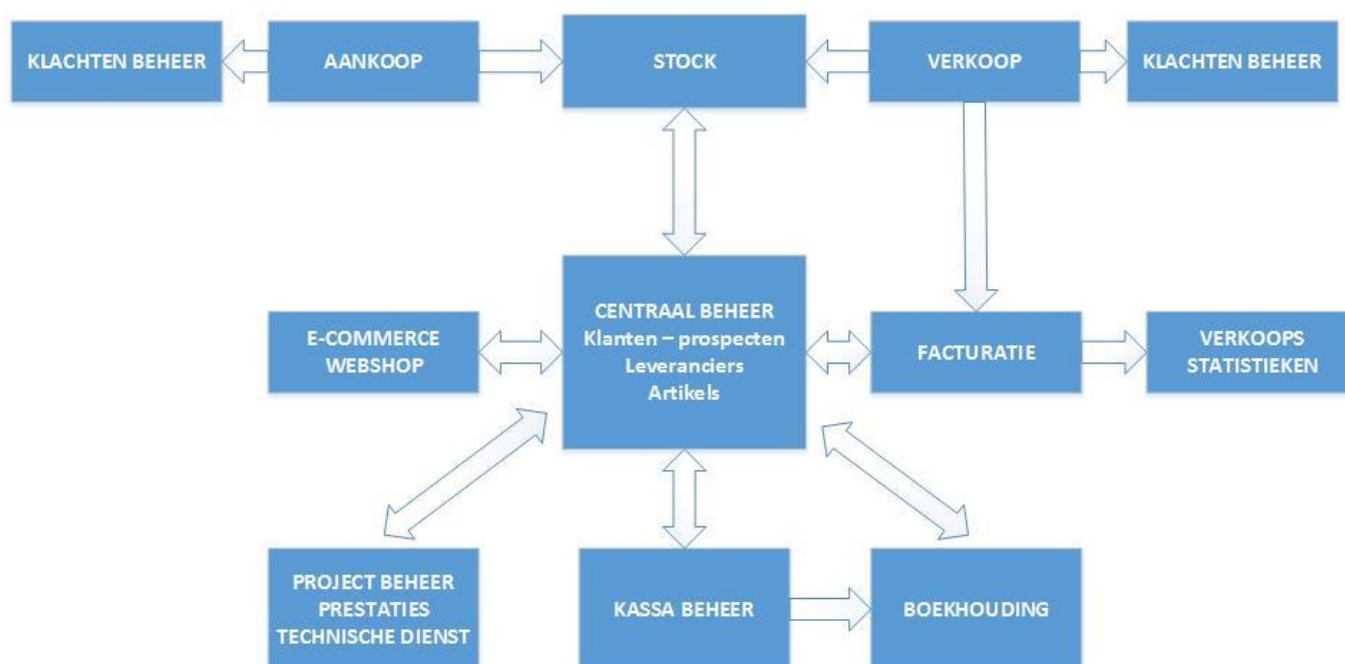 KLACHTEN BEHEER
AANKOOP
STOCK
VERKOOP
KLACHTEN BEHEER
E-COMMERCE
WEBSHOP
CENTRAAL BEHEER
Klanten – prospecten
Leveranciers
Artikels
FACTURATIE
VERKOOPS
STATISTIEKEN
PROJECT BEHEER
PRESTATIES
TECHNISCHE DIENST
KASSA BEHEER
BOEKHOUDING